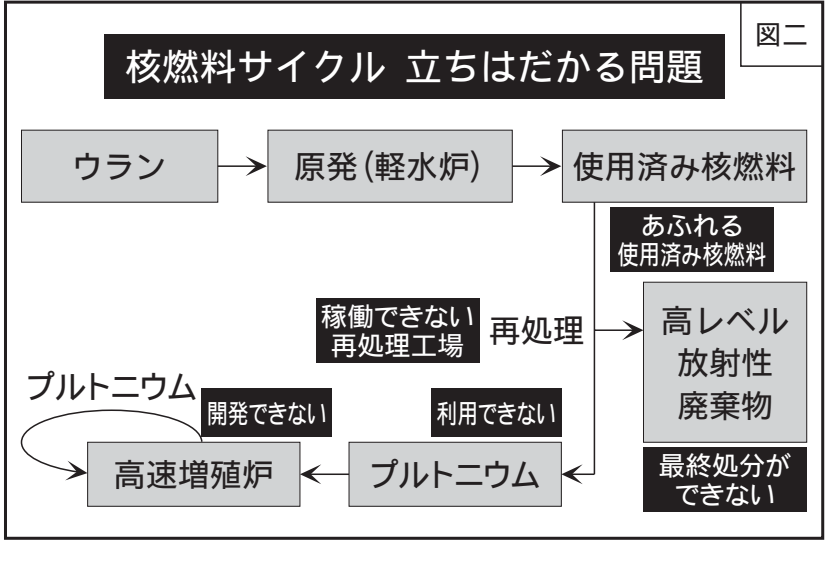 図二
核燃料サイクル 立ちはだかる問題
ウラン
原発(軽水炉)
使用済み核燃料
あふれる
使用済み核燃料
稼働できない
再処理工場
再処理
高レベル
放射性
廃棄物
プルトニウム
開発できない
利用できない
高速増殖炉
プルトニウム
最終処分が
できない